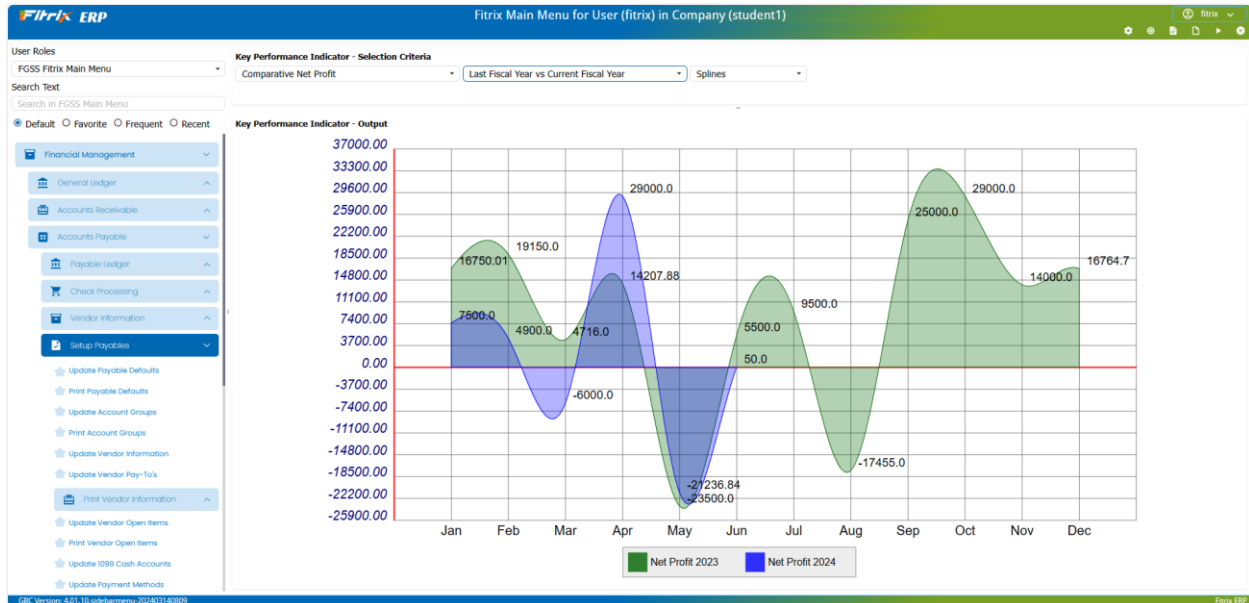 Fitrix ERP
Fitrix Main Menu for User (fitrix) in Company (student1)
fitrix
User Roles
FGSS Fitrix Main Menu
Search Text
Search in FGSS Main Menu
Default Favorite Frequent Recent
Financial Management
General Ledger
Accounts Receivable
Accounts Payable
Payable Ledger
Check Processing
Vendor Information
Setup Payables
Update Payable Defaults
Print Payable Defaults
Update Account Groups
Print Account Groups
Update Vendor Information
Update Vendor Pay-To's
Print Vendor Information
Update Vendor Open Items
Print Vendor Open Items
Update 1099 Cash Accounts
Update Payment Methods
Key Performance Indicator - Selection Criteria
Comparative Net Profit Last Fiscal Year vs Current Fiscal Year Splines
Key Performance Indicator - Output
37000.00
33300.00
29600.00
25900.00
22200.00
18500.00
14800.00
11100.00
7400.00
3700.00
0.00
-3700.00
-7400.00
-11100.00
-14800.00
-18500.00
-22200.00
-25900.00
29000.0 29000.0
25000.0
19150.0
16750.01 16764.7
14207.88 14000.0
9500.0
7500.0
4900.0 4716.0 5500.0
50.0
-6000.0
-17455.0
-21236.84
-23500.0
Jan Feb Mar Apr May Jun Jul Aug Sep Oct Nov Dec
Net Profit 2023 Net Profit 2024
GBC Version: 4.01.10.sidebarmenu-202403140809
Fitrix ERP